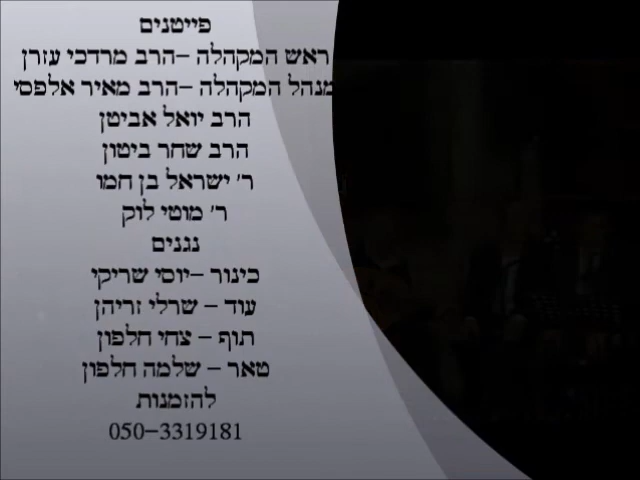 פייטנים
ראש המקהלה –הרב מרדכי עזרן
מנהל המקהלה –הרב מאיר אלפסי
הרב יואל אביטן
הרב שחר ביטון
ר' ישראל בן חמו
ר' מוטי לוק
נגנים
כינור –יוסי שריקי
עוד – שרלי זריהן
תוף – צחי חלפון
טאר – שלמה חלפון
להזמנות
050–3319181